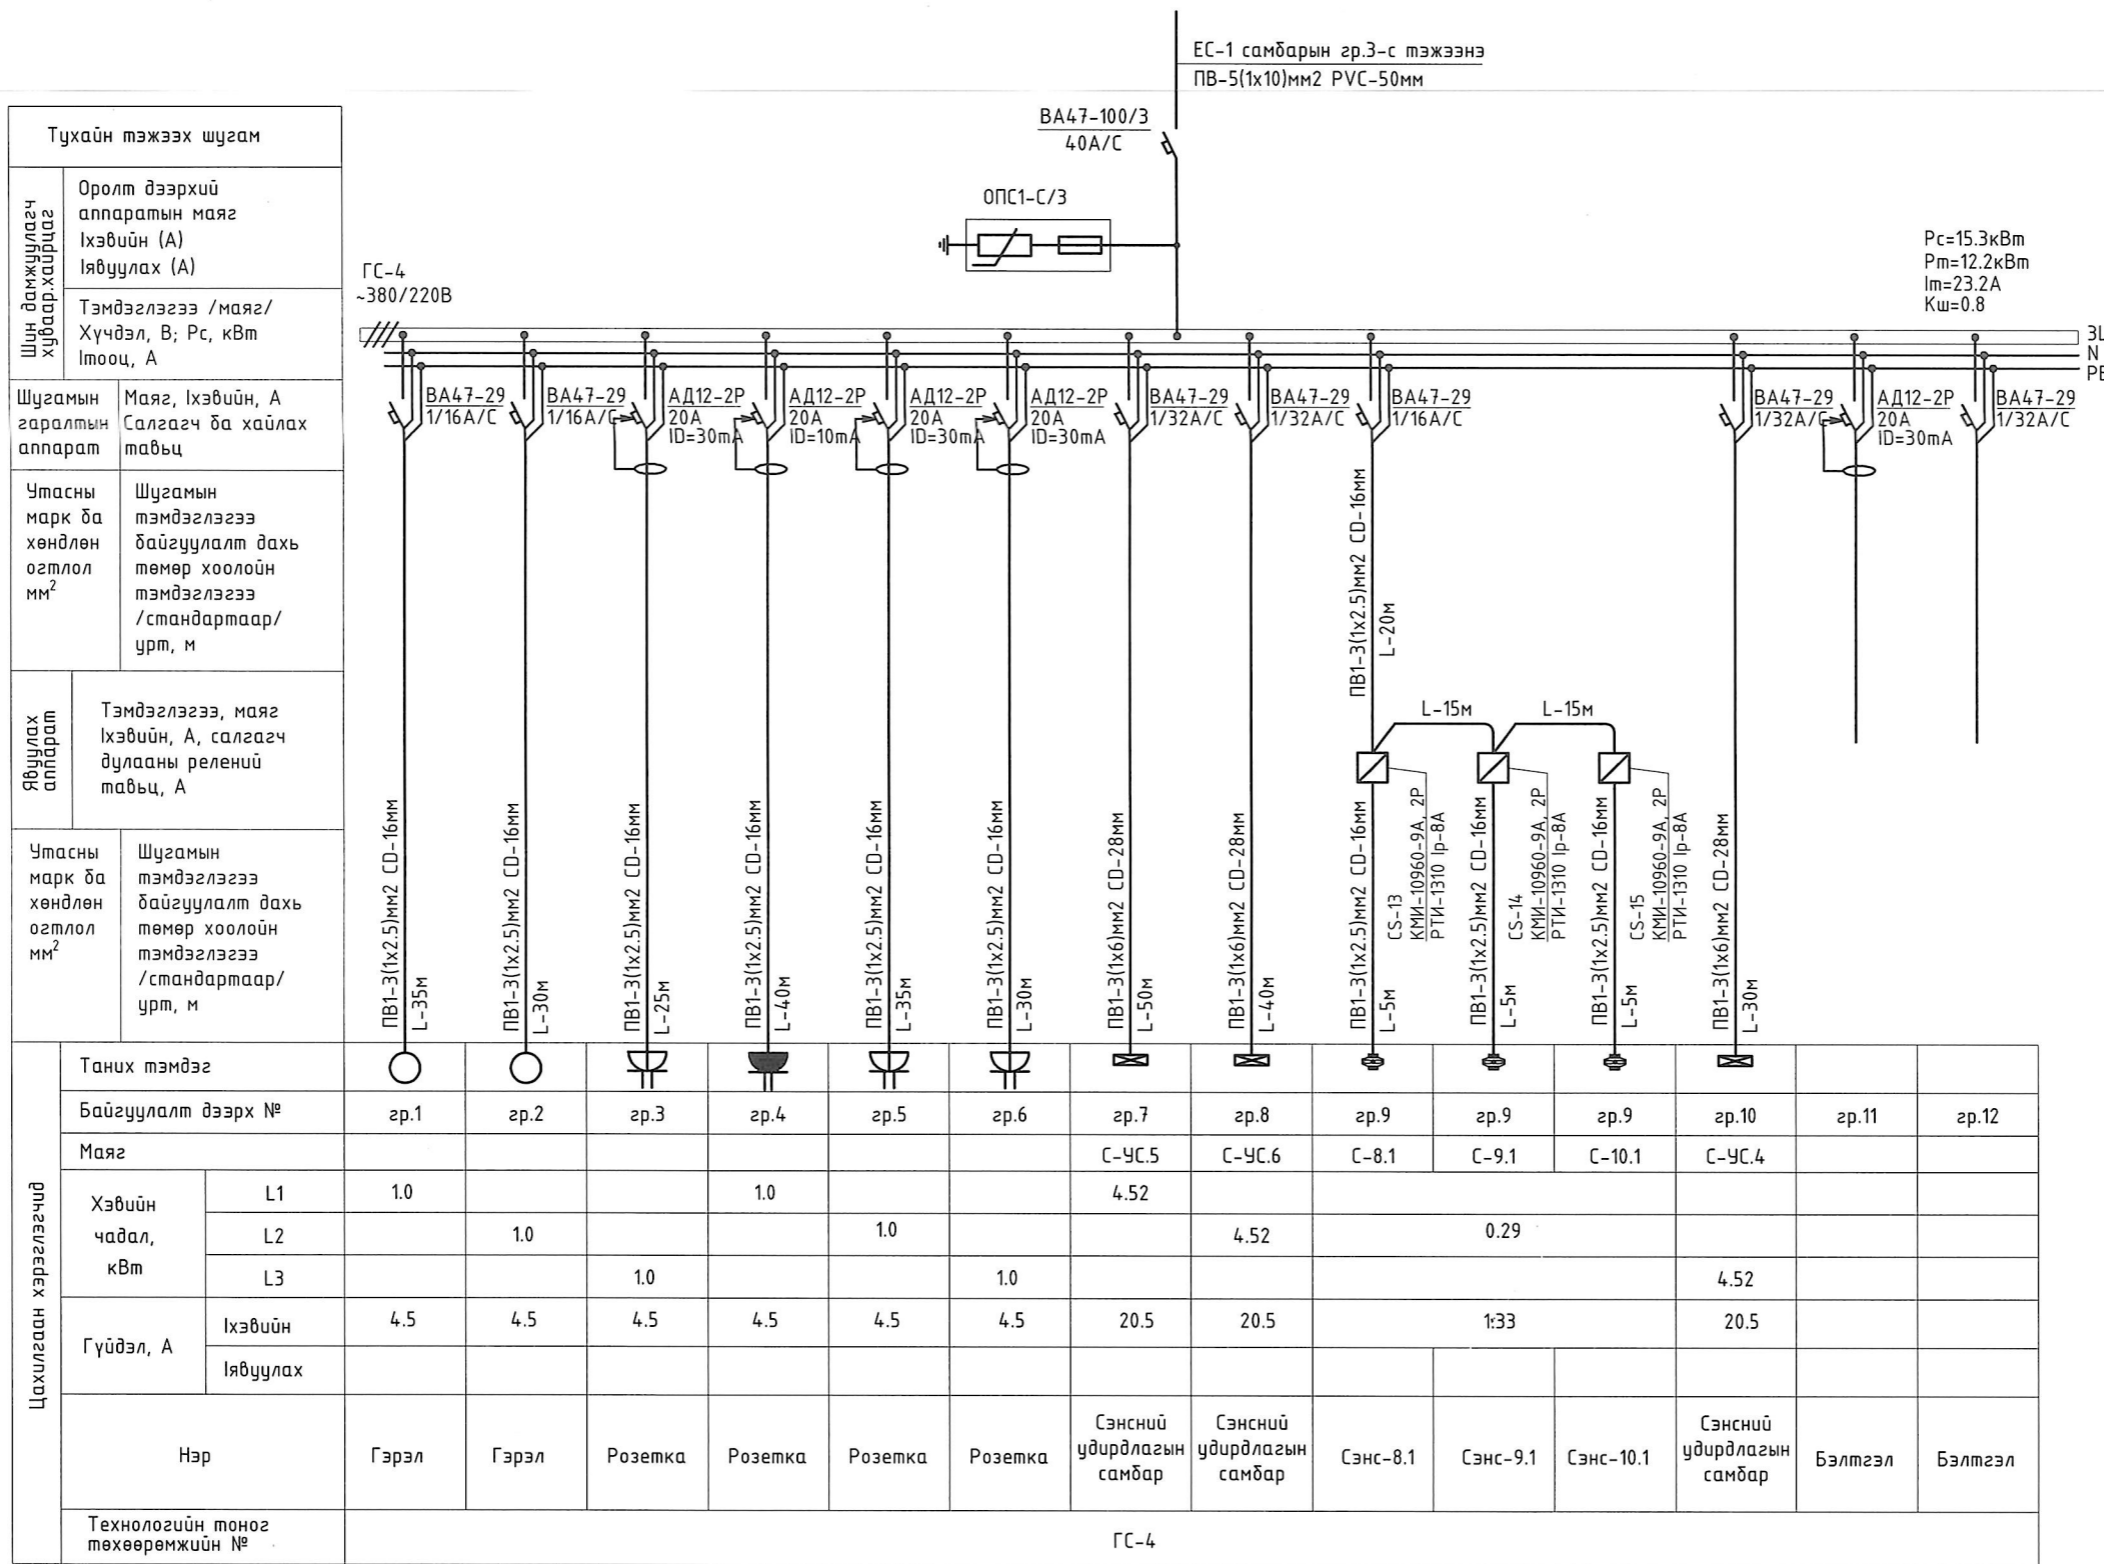 ЕС-1 самбарын гр.3-с тэжээнэ
ПВ-5(1х10)мм2 PVC-50мм
ВА47-100/3
40А/С
ОПС1-С/3
ГС-4
~380/220В
Рс=15.3кВт
Рт=12.2кВт
Iт=23.2А
Кш=0.8
N
Тухайн тэжээх шугам
Шин дамжуулагч
хуваар.хаирцаг
Оролт дээрхий
аппаратын маяг
Iхэвийн (А)
Iявуулах (А)
Тэмдэглэгээ /маяг/
Хүчдэл, В; Рс, кВт
Iтооц, А
Шугамын
гаралтын
аппарат
Маяг, Iхэвийн, А
Салгагч ба хайлах
тавьц
Утасны
марк ба
хөндлөн
огтлол
мм²
Шугамын
тэмдэглэгээ
байгуулалт дахь
төмөр хоолойн
тэмдэглэгээ
/стандартаар/
урт, м
Явуулах
аппарат
Тэмдэглэгээ, маяг
Iхэвийн, А, салгагч
дулааны релений
тавьц, А
Утасны
марк ба
хөндлөн
огтлол
мм²
Шугамын
тэмдэглэгээ
байгуулалт дахь
төмөр хоолойн
тэмдэглэгээ
/стандартаар/
урт, м
ВА47-29
1/16А/С
ВА47-29
1/16А/С
АД12-2Р
20А
ID=30mA
АД12-2Р
20А
ID=10mA
АД12-2Р
20А
ID=30mA
АД12-2Р
20А
ID=30mA
ВА47-29
1/32А/С
ВА47-29
1/32А/С
ВА47-29
1/16А/С
ВА47-29
1/32А/С
АД12-2Р
20А
ID=30mA
ВА47-29
1/32А/С
ПВ1-3(1х2.5)мм2 CD-16мм
L-20м
L-15м
L-15м
ПВ1-3(1х2.5)мм2 CD-16мм
L-35м
ПВ1-3(1х2.5)мм2 CD-16мм
L-30м
ПВ1-3(1х2.5)мм2 CD-16мм
L-25м
ПВ1-3(1х2.5)мм2 CD-16мм
L-40м
ПВ1-3(1х2.5)мм2 CD-16мм
L-35м
ПВ1-3(1х2.5)мм2 CD-16мм
L-30м
ПВ1-3(1х6)мм2 CD-28мм
L-50м
ПВ1-3(1х6)мм2 CD-28мм
L-40м
ПВ1-3(1х2.5)мм2 CD-16мм
L-5м
CS-13
КМИ-10960-9А, 2Р
РТИ-1310 Iр-8А
ПВ1-3(1х2.5)мм2 CD-16мм
L-5м
CS-14
КМИ-10960-9А, 2Р
РТИ-1310 Iр-8А
ПВ1-3(1х2.5)мм2 CD-16мм
L-5м
CS-15
КМИ-10960-9А, 2Р
РТИ-1310 Iр-8А
ПВ1-3(1х6)мм2 CD-28мм
L-30м
Цахилгаан хэрэглэгчид
Таних тэмдэг
Байгуулалт дээрх № гр.1 гр.2 гр.3 гр.4 гр.5 гр.6 гр.7 гр.8 гр.9 гр.9 гр.9 гр.10 гр.11 гр.12
Маяг С-УС.5 С-УС.6 С-8.1 С-9.1 С-10.1 С-УС.4
Хэвийн
чадал,
кВт
L1 1.0 1.0 4.52
L2 1.0 1.0 4.52 0.29
L3 1.0 1.0 4.52
Гүйдэл, А
Iхэвийн 4.5 4.5 4.5 4.5 4.5 4.5 20.5 20.5 1:33 20.5
Iявуулах
Нэр
Гэрэл
Гэрэл
Розетка
Розетка
Розетка
Розетка
Сэнсний
удирдлагын
самбар
Сэнсний
удирдлагын
самбар
Сэнс-8.1
Сэнс-9.1
Сэнс-10.1
Сэнсний
удирдлагын
самбар
Бэлтгэл
Бэлтгэл
Технологийн тоног
төхөөрөмжийн №
ГС-4